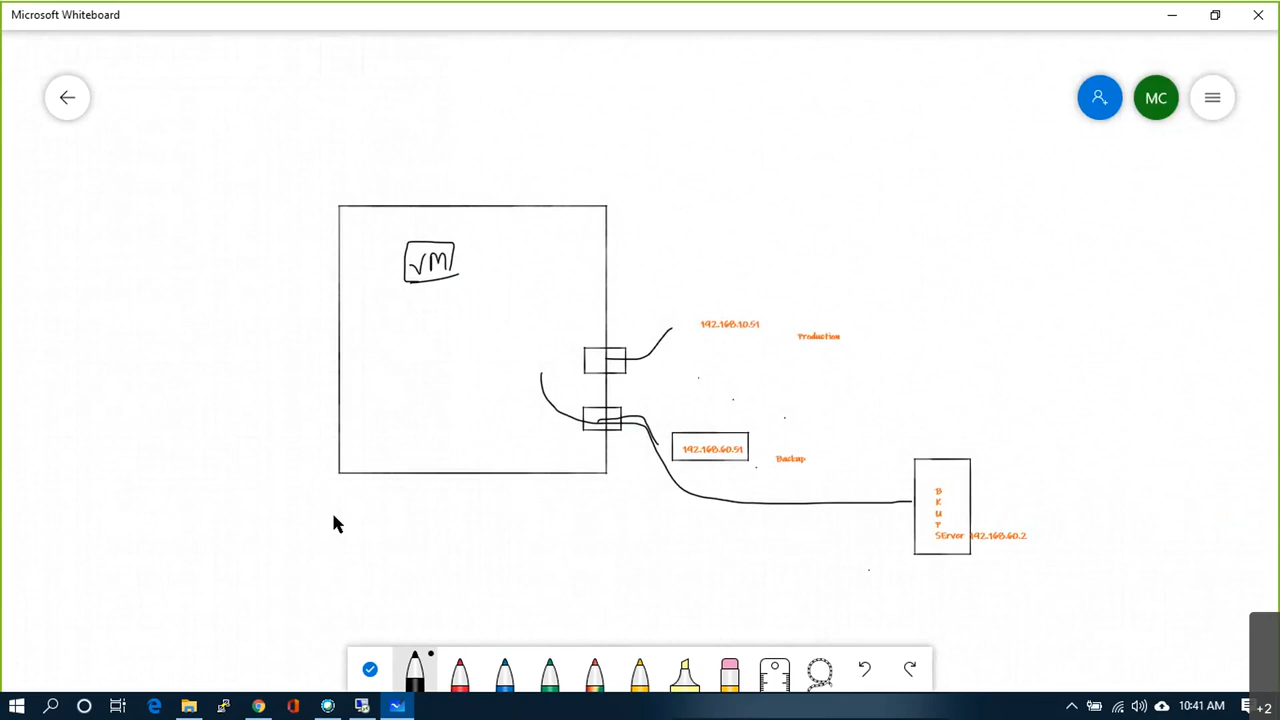 Microsoft Whiteboard
MC
VM
192.168.10.51
Production
192.168.60.51
Backup
B
K
U
P
SErver 192.168.60.2
10:41 AM
+2